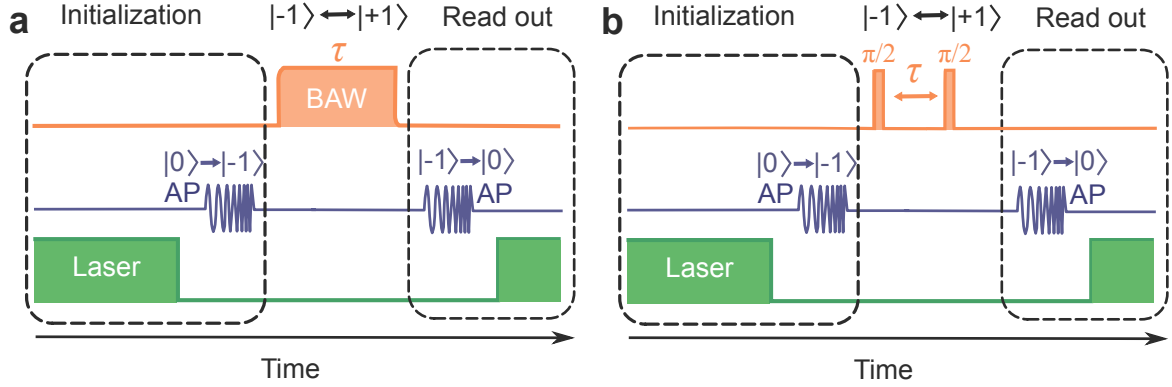 a
Initialization
|-1⟩ ⟷ |+1⟩
Read out
τ
BAW
|0⟩→|-1⟩
AP
|-1⟩→|0⟩
AP
Laser
Time
b
Initialization
|-1⟩ ⟷ |+1⟩
Read out
π/2
π/2
τ
|0⟩→|-1⟩
AP
|-1⟩→|0⟩
AP
Laser
Time